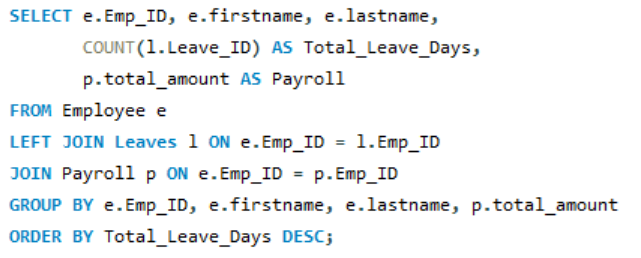 SELECT e.Emp_ID, e.firstname, e.lastname,
COUNT(l.Leave_ID) AS Total_Leave_Days,
p.total_amount AS Payroll
FROM Employee e
LEFT JOIN Leaves l ON e.Emp_ID = l.Emp_ID
JOIN Payroll p ON e.Emp_ID = p.Emp_ID
GROUP BY e.Emp_ID, e.firstname, e.lastname, p.total_amount
ORDER BY Total_Leave_Days DESC;